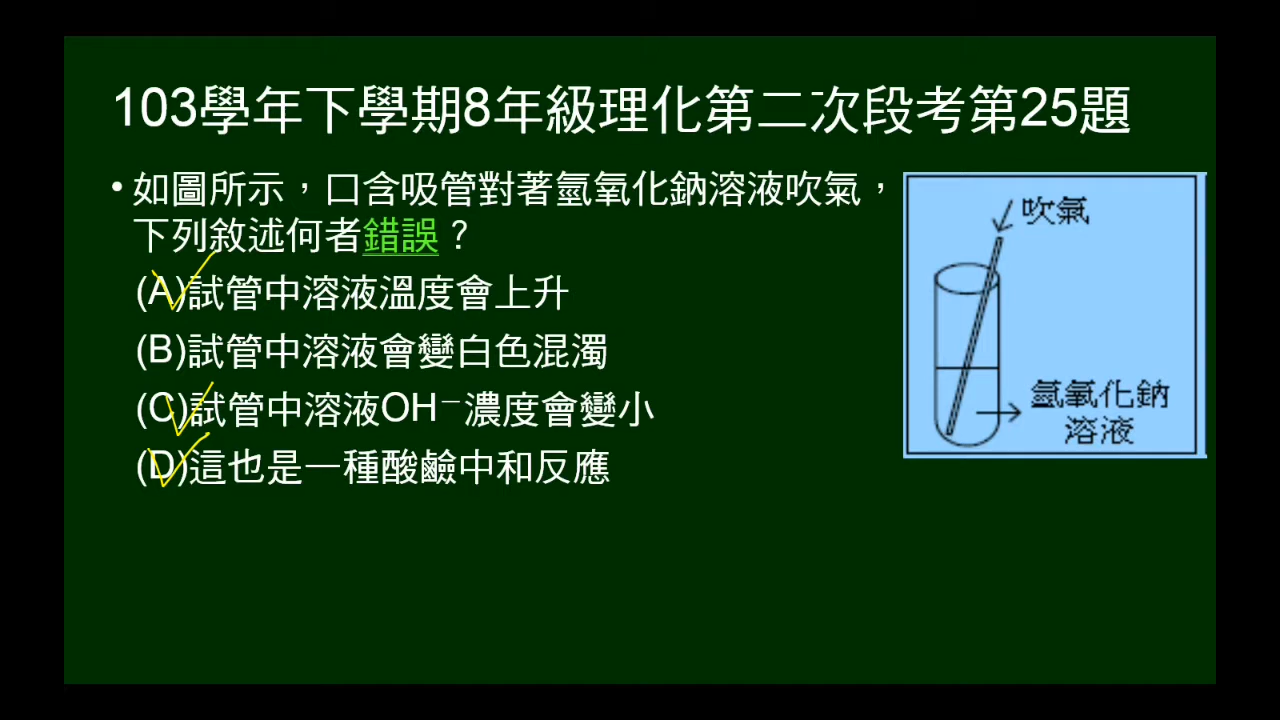 103學年下學期8年級理化第二次段考第25題
•如圖所示，口含吸管對著氫氧化鈉溶液吹氣，
下列敘述何者錯誤？
(A)試管中溶液溫度會上升
(B)試管中溶液會變白色混濁
(C)試管中溶液OH－濃度會變小
(D)這也是一種酸鹼中和反應
吹氣
氫氧化鈉
溶液